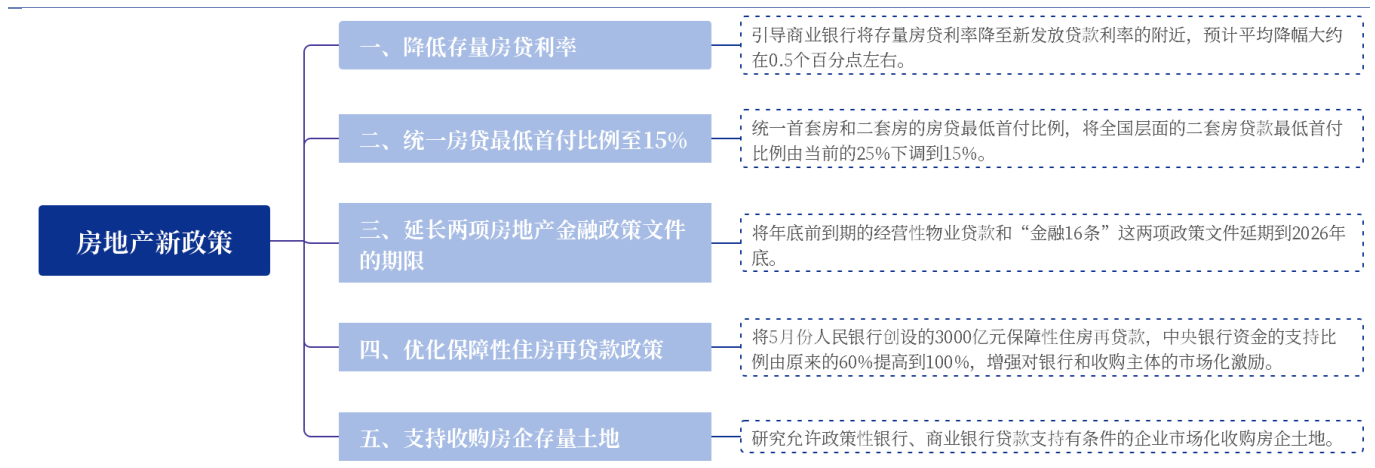 房地产新政策
一、降低存量房贷利率
引导商业银行将存量房贷利率降至新发放贷款利率的附近，预计平均降幅大约
在0.5个百分点左右。
二、统一房贷最低首付比例至15%
统一首套房和二套房的房贷最低首付比例，将全国层面的二套房贷款最低首付
比例由当前的25%下调到15%。
三、延长两项房地产金融政策文件
的期限
将年底前到期的经营性物业贷款和“金融16条”这两项政策文件延期到2026年
底。
四、优化保障性住房再贷款政策
将5月份人民银行创设的3000亿元保障性住房再贷款，中央银行资金的支持比
例由原来的60%提高到100%，增强对银行和收购主体的市场化激励。
五、支持收购房企存量土地
研究允许政策性银行、商业银行贷款支持有条件的企业市场化收购房企土地。